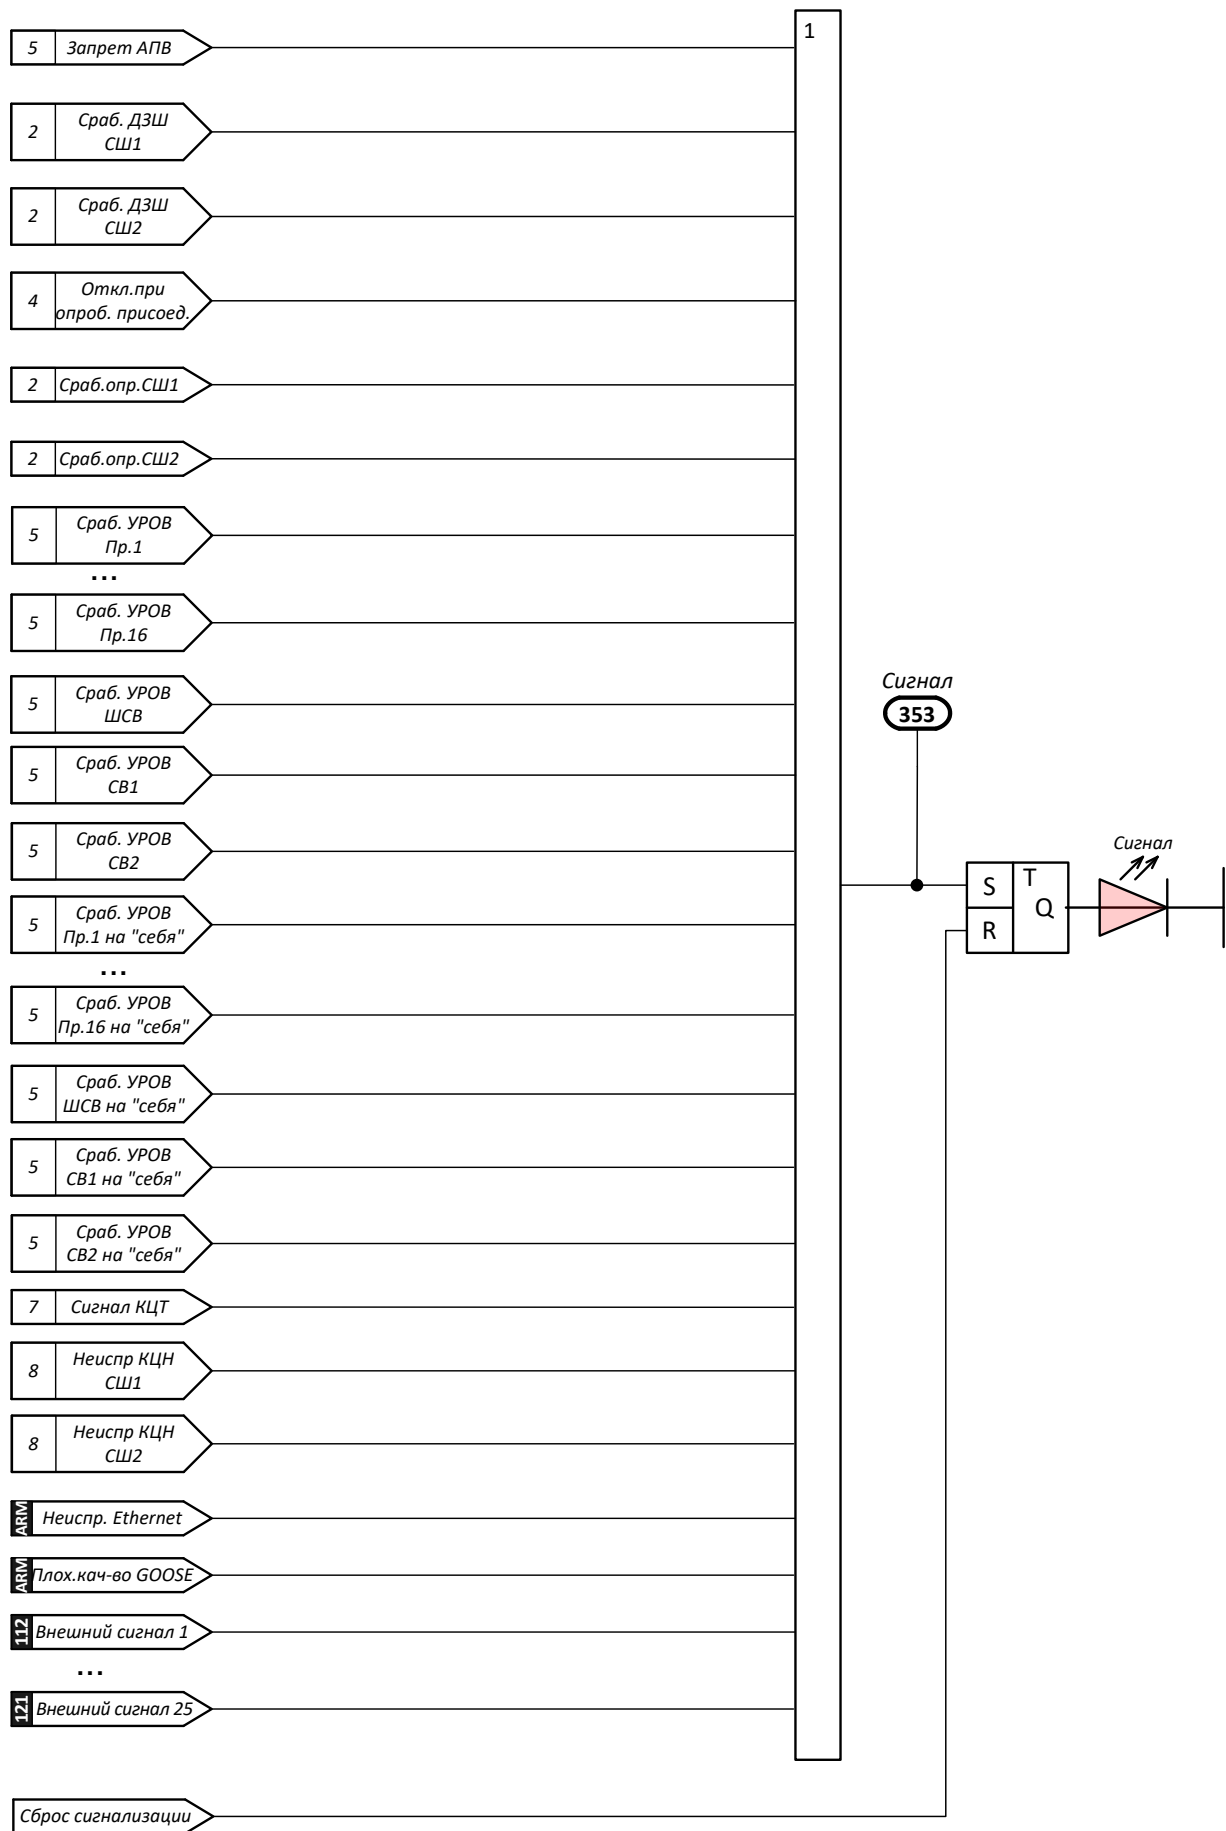 1
5 Запрет АПВ
2 Сраб. ДЗШ
СШ1
2 Сраб. ДЗШ
СШ2
4 Откл.при
опроб. присоед.
2 Сраб.опр.СШ1
2 Сраб.опр.СШ2
5 Сраб. УРОВ
Пр.1
...
5 Сраб. УРОВ
Пр.16
5 Сраб. УРОВ
ШСВ
5 Сраб. УРОВ
СВ1
5 Сраб. УРОВ
СВ2
5 Сраб. УРОВ
Пр.1 на "себя"
...
5 Сраб. УРОВ
Пр.16 на "себя"
5 Сраб. УРОВ
ШСВ на "себя"
5 Сраб. УРОВ
СВ1 на "себя"
5 Сраб. УРОВ
СВ2 на "себя"
7 Сигнал КЦТ
8 Неиспр КЦН
СШ1
8 Неиспр КЦН
СШ2
ARM Неиспр. Ethernet
ARM Плох.кач-во GOOSE
112 Внешний сигнал 1
...
121 Внешний сигнал 25
Сброс сигнализации
Сигнал
353
S T
Q
R
Сигнал